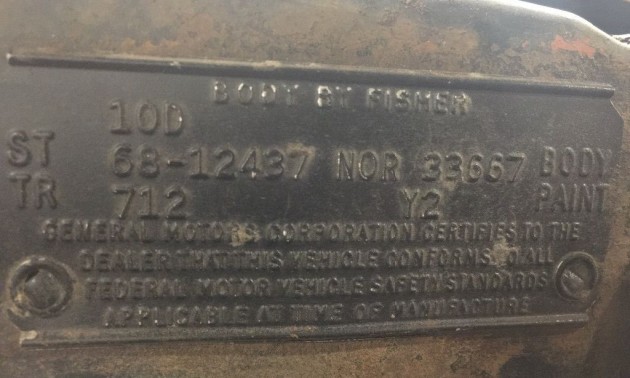 BODY BY FISHER
10D
ST 68-12437 NOR 33667 BODY
TR 712 Y2 PAINT
GENERAL MOTORS CORPORATION CERTIFIES TO THE
DEALER THAT THIS VEHICLE CONFORMS TO ALL
FEDERAL MOTOR VEHICLE SAFETY STANDARDS
APPLICABLE AT TIME OF MANUFACTURE